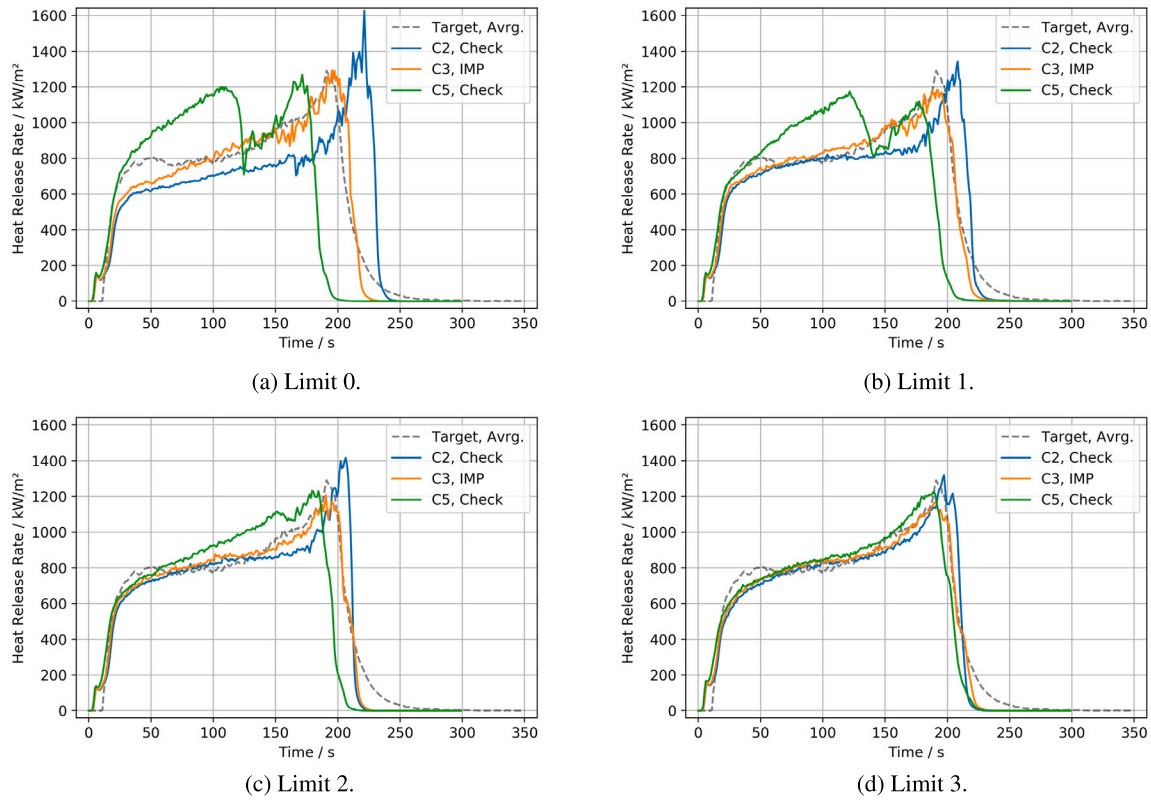 1600
1400
1200
1000
800
600
400
200
0
Heat Release Rate / kW/m²
Target, Avrg.
C2, Check
C3, IMP
C5, Check
0 50 100 150 200 250 300 350
Time / s
(a) Limit 0.
1600
1400
1200
1000
800
600
400
200
0
Heat Release Rate / kW/m²
Target, Avrg.
C2, Check
C3, IMP
C5, Check
0 50 100 150 200 250 300 350
Time / s
(b) Limit 1.
1600
1400
1200
1000
800
600
400
200
0
Heat Release Rate / kW/m²
Target, Avrg.
C2, Check
C3, IMP
C5, Check
0 50 100 150 200 250 300 350
Time / s
(c) Limit 2.
1600
1400
1200
1000
800
600
400
200
0
Heat Release Rate / kW/m²
Target, Avrg.
C2, Check
C3, IMP
C5, Check
0 50 100 150 200 250 300 350
Time / s
(d) Limit 3.